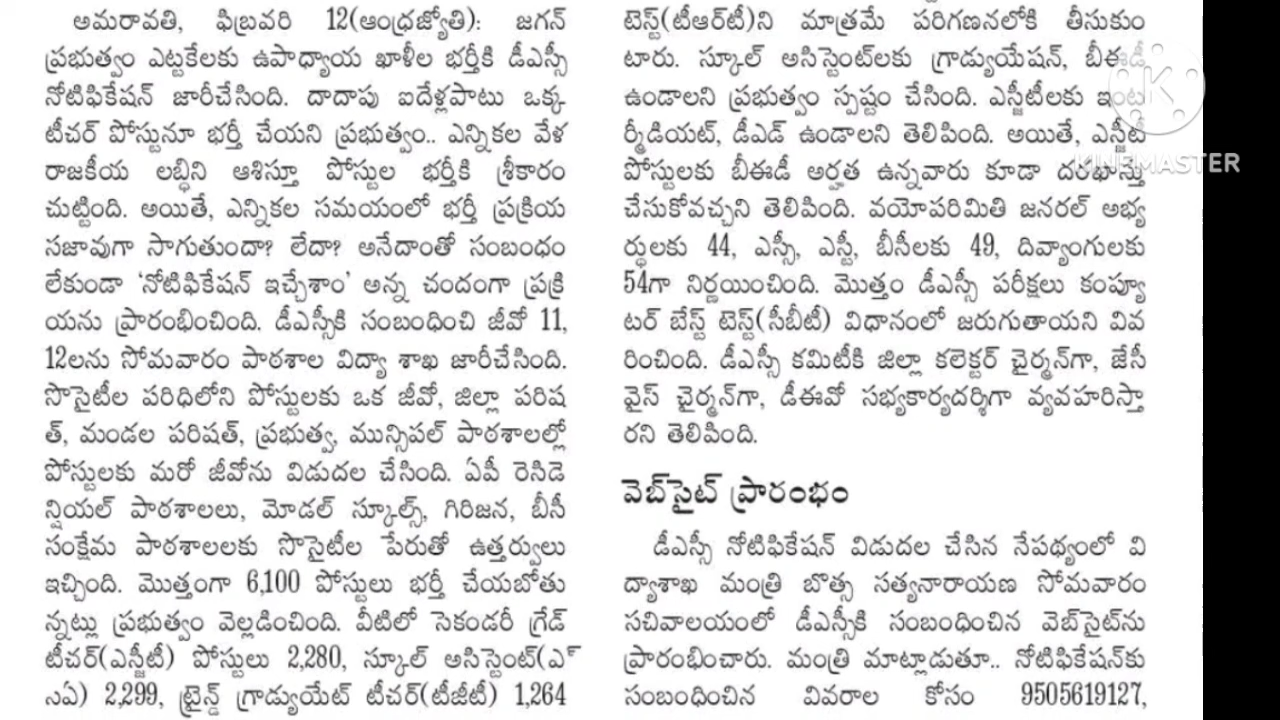 అమరావతి, ఫిబ్రవరి 12(ఆంధ్రజ్యోతి): జగన్
ప్రభుత్వం ఎట్టకేలకు ఉపాధ్యాయ ఖాళీల భర్తీకి డీఎస్సీ
నోటిఫికేషన్ జారీచేసింది. దాదాపు ఐదేళ్లపాటు ఒక్క
టీచర్ పోస్టునూ భర్తీ చేయని ప్రభుత్వం.. ఎన్నికల వేళ
రాజకీయ లబ్ధిని ఆశిస్తూ పోస్టుల భర్తీకి శ్రీకారం
చుట్టింది. అయితే, ఎన్నికల సమయంలో భర్తీ ప్రక్రియ
సజావుగా సాగుతుందా? లేదా? అనేదాంతో సంబంధం
లేకుండా ‘నోటిఫికేషన్ ఇచ్చేశాం’ అన్న చందంగా ప్రక్రి
యను ప్రారంభించింది. డీఎస్సీకి సంబంధించి జీవో 11,
12లను సోమవారం పాఠశాల విద్యా శాఖ జారీచేసింది.
సొసైటీల పరిధిలోని పోస్టులకు ఒక జీవో, జిల్లా పరిష
త్, మండల పరిషత్, ప్రభుత్వ, మున్సిపల్ పాఠశాలల్లో
పోస్టులకు మరో జీవోను విడుదల చేసింది. ఏపీ రెసిడె
న్షియల్ పాఠశాలలు, మోడల్ స్కూల్స్, గిరిజన, బీసీ
సంక్షేమ పాఠశాలలకు సొసైటీల పేరుతో ఉత్తర్వులు
ఇచ్చింది. మొత్తంగా 6,100 పోస్టులు భర్తీ చేయబోతు
న్నట్లు ప్రభుత్వం వెల్లడించింది. వీటిలో సెకండరీ గ్రేడ్
టీచర్(ఎస్జీటీ) పోస్టులు 2,280, స్కూల్ అసిస్టెంట్(ఎస్
ఎ) 2,299, ట్రైన్డ్ గ్రాడ్యుయేట్ టీచర్(టీజీటీ) 1,264
టెస్ట్(టీఆర్‌టీ)ని మాత్రమే పరిగణనలోకి తీసుకుం
టారు. స్కూల్ అసిస్టెంట్‌లకు గ్రాడ్యుయేషన్, బీఈడీ
ఉండాలని ప్రభుత్వం స్పష్టం చేసింది. ఎస్జీటీలకు ఇంట
ర్మీడియట్, డీఎడ్ ఉండాలని తెలిపింది. అయితే, ఎస్జీటీ
పోస్టులకు బీఈడీ అర్హత ఉన్నవారు కూడా దరఖాస్తు
చేసుకోవచ్చని తెలిపింది. వయోపరిమితి జనరల్ అభ్య
ర్థులకు 44, ఎస్సీ, ఎస్టీ, బీసీలకు 49, దివ్యాంగులకు
54గా నిర్ణయించింది. మొత్తం డీఎస్సీ పరీక్షలు కంప్యూ
టర్ బేస్డ్ టెస్ట్(సీబీటీ) విధానంలో జరుగుతాయని వివ
రించింది. డీఎస్సీ కమిటీకి జిల్లా కలెక్టర్ చైర్మన్‌గా, జేసీ
వైస్ చైర్మన్‌గా, డీఈవో సభ్యకార్యదర్శిగా వ్యవహరిస్తా
రని తెలిపింది.
వెబ్‌సైట్ ప్రారంభం
డీఎస్సీ నోటిఫికేషన్ విడుదల చేసిన నేపథ్యంలో వి
ద్యాశాఖ మంత్రి బొత్స సత్యనారాయణ సోమవారం
సచివాలయంలో డీఎస్సీకి సంబంధించిన వెబ్‌సైట్‌ను
ప్రారంభించారు. మంత్రి మాట్లాడుతూ.. నోటిఫికేషన్‌కు
సంబంధించిన వివరాల కోసం 9505619127,
KINEMASTER